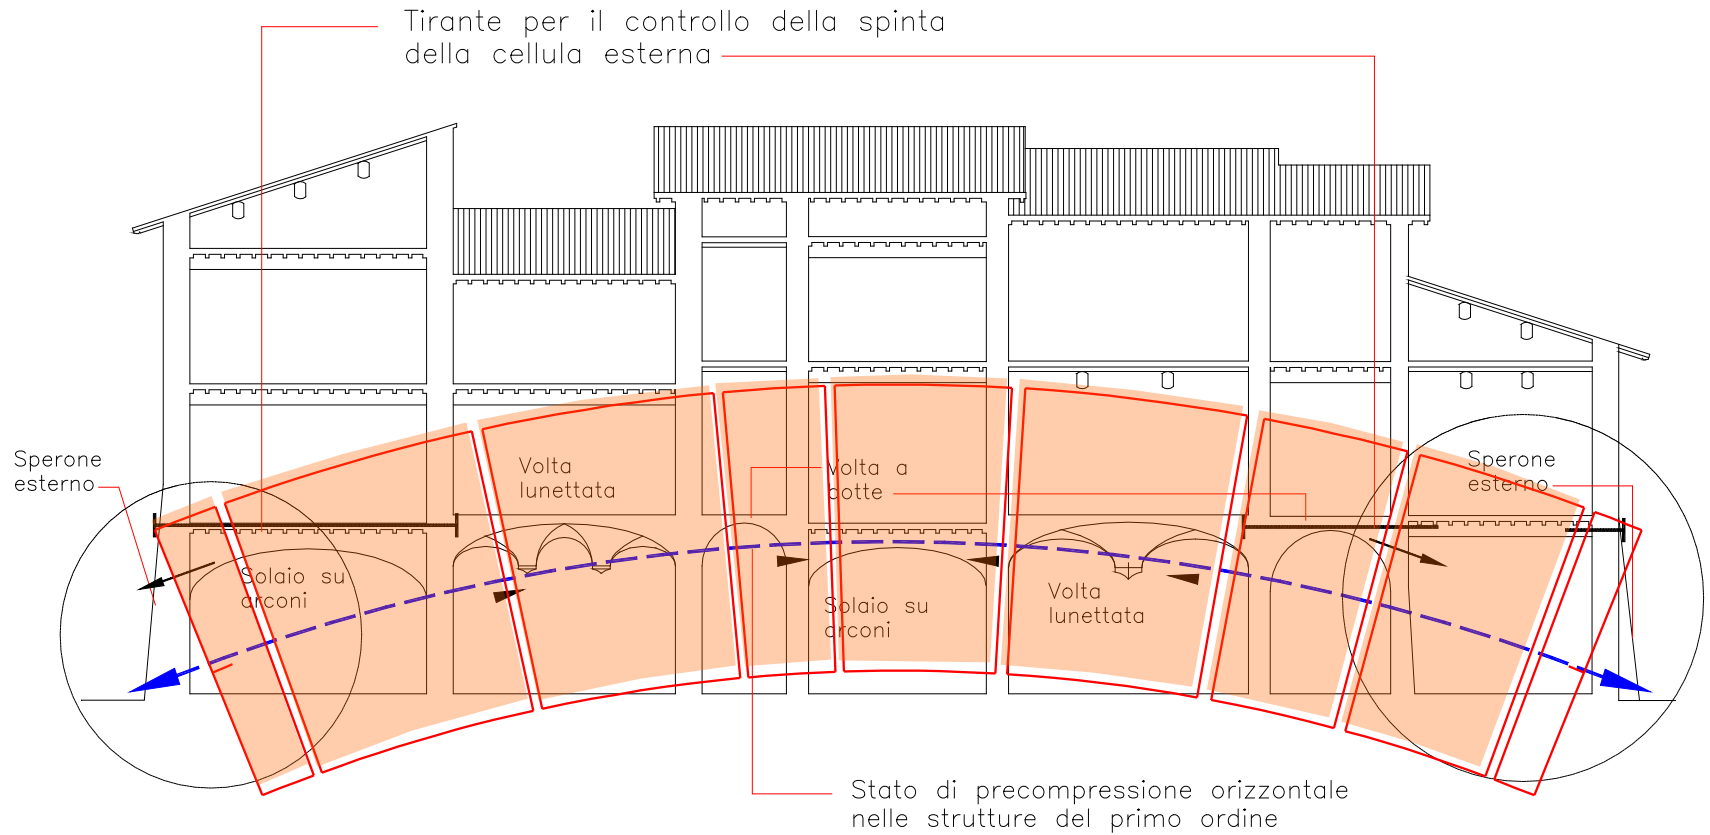 Tirante per il controllo della spinta
della cellula esterna
Sperone
esterno
Volta
lunettata
Volta a
botte
Sperone
esterno
Solaio su
arconi
Solaio su
arconi
Volta
lunettata
Stato di precompressione orizzontale
nelle strutture del primo ordine